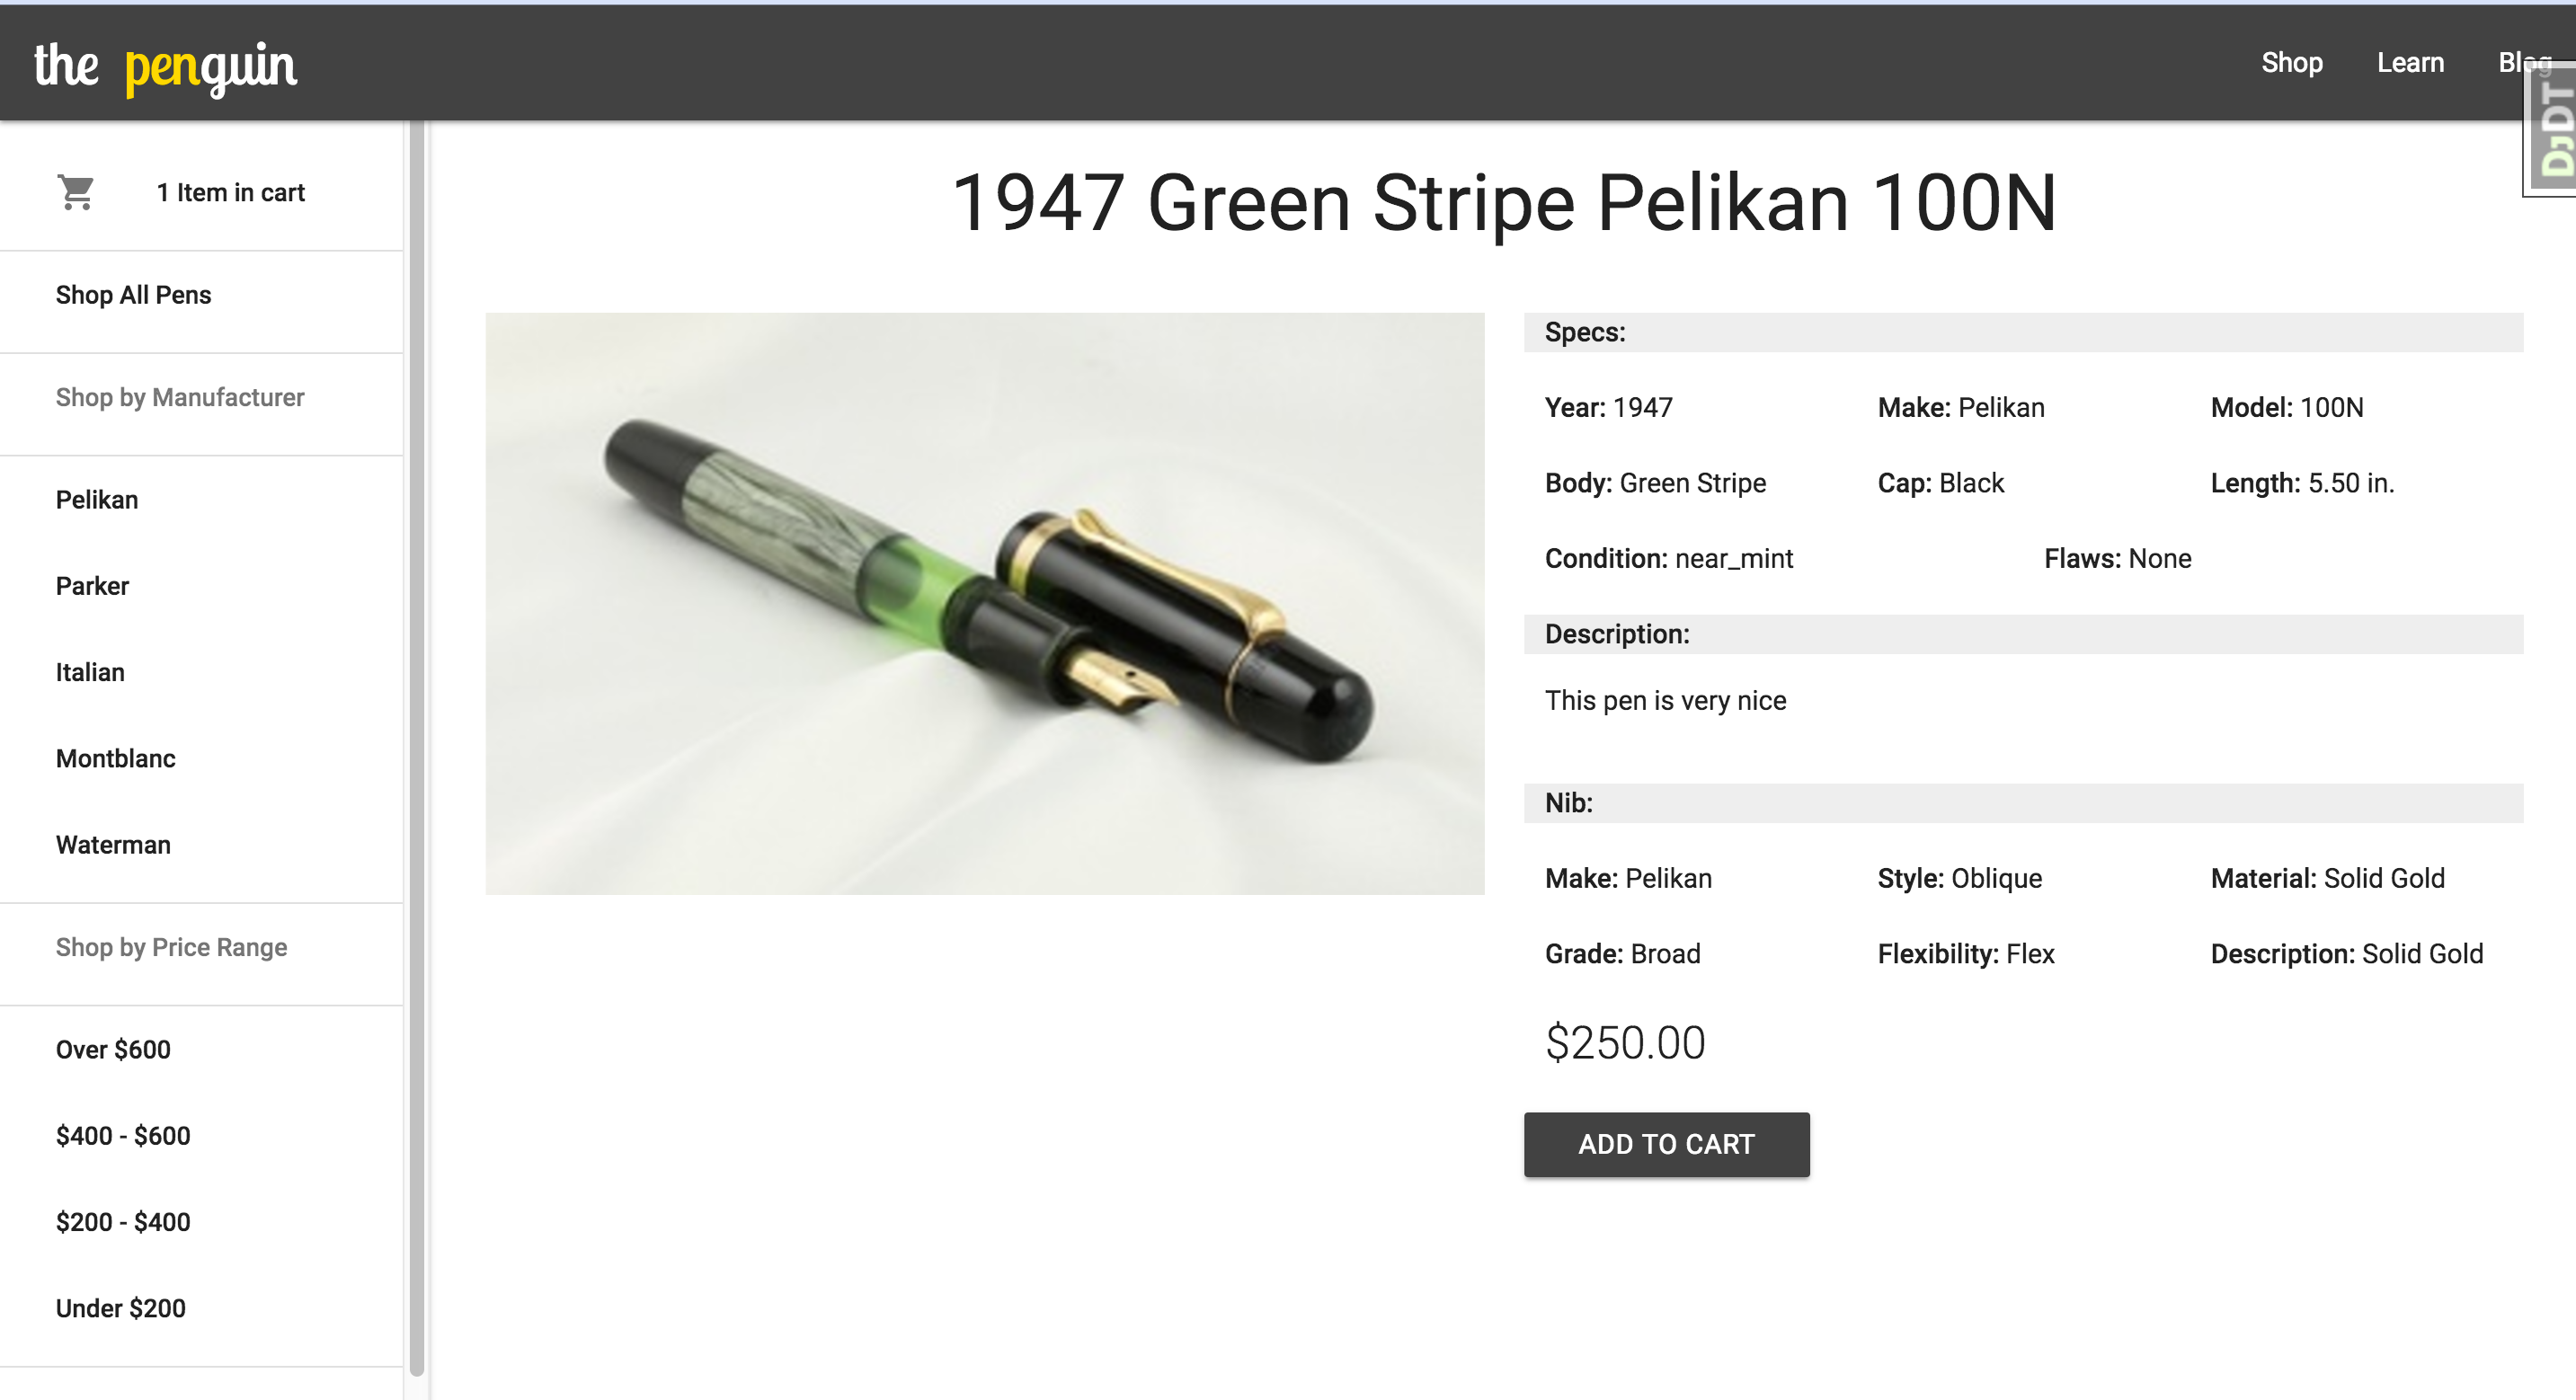 the penguin
Shop Learn Blog
DJDT
1 Item in cart
Shop All Pens
Shop by Manufacturer
Pelikan
Parker
Italian
Montblanc
Waterman
Shop by Price Range
Over $600
$400 - $600
$200 - $400
Under $200
1947 Green Stripe Pelikan 100N
Specs:
Year: 1947 Make: Pelikan Model: 100N
Body: Green Stripe Cap: Black Length: 5.50 in.
Condition: near_mint Flaws: None
Description:
This pen is very nice
Nib:
Make: Pelikan Style: Oblique Material: Solid Gold
Grade: Broad Flexibility: Flex Description: Solid Gold
$250.00
ADD TO CART